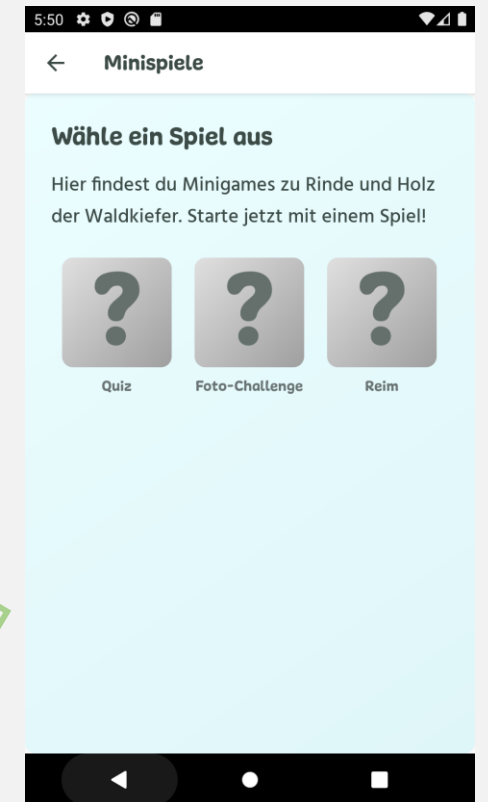 5:50
Minispiele
Wähle ein Spiel aus
Hier findest du Minigames zu Rinde und Holz
der Waldkiefer. Starte jetzt mit einem Spiel!
? ? ?
Quiz Foto-Challenge Reim